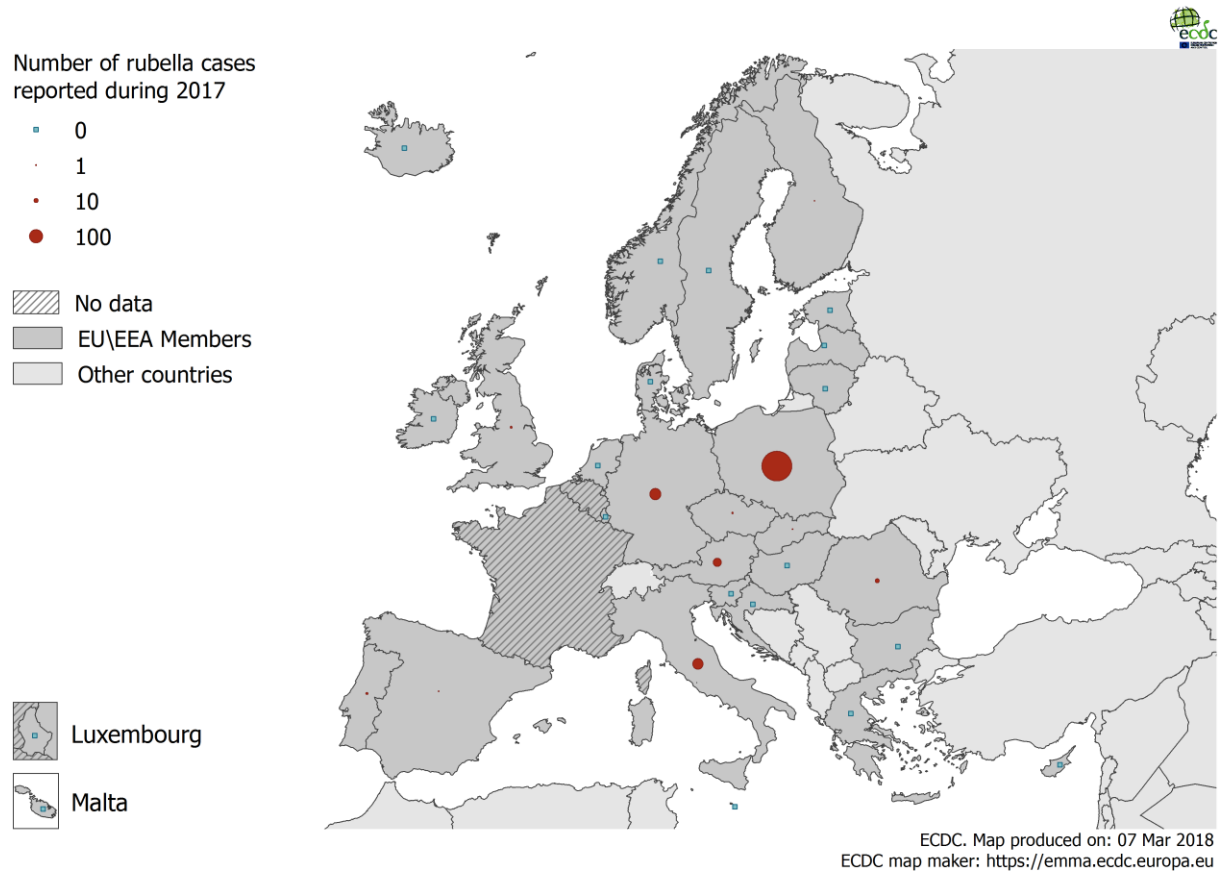 ecdc
Number of rubella cases
reported during 2017
0
1
10
100
No data
EU\EEA Members
Other countries
Luxembourg
Malta
ECDC. Map produced on: 07 Mar 2018
ECDC map maker: https://emma.ecdc.europa.eu